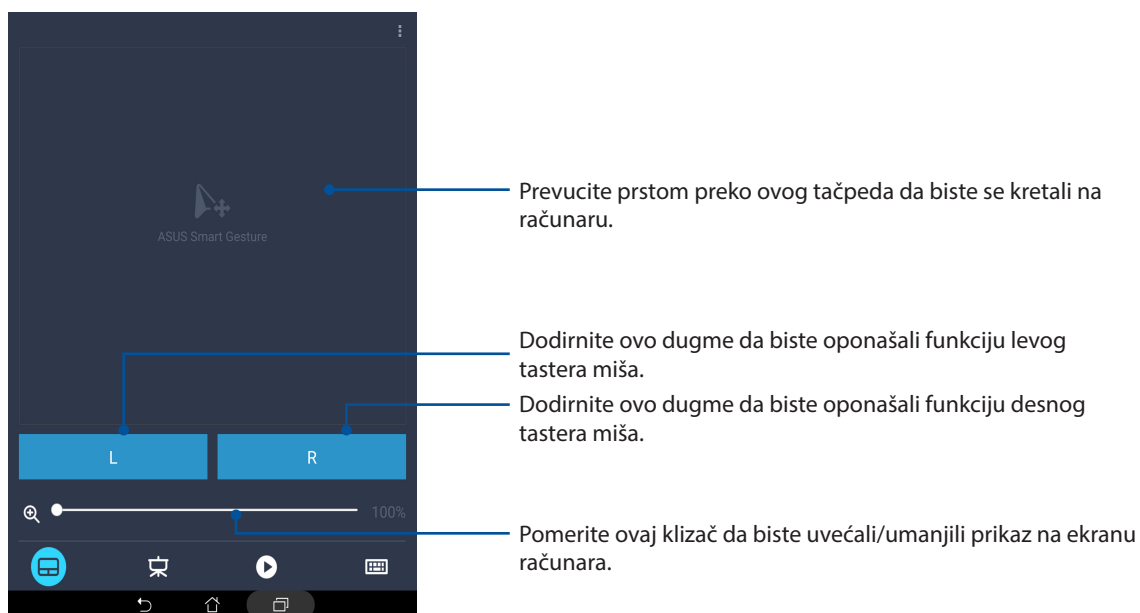 Prevucite prstom preko ovog tačpeda da biste se kretali na
računaru.
ASUS Smart Gesture
Dodirnite ovo dugme da biste oponašali funkciju levog
tastera miša.
Dodirnite ovo dugme da biste oponašali funkciju desnog
tastera miša.
L
R
100%
Pomerite ovaj klizač da biste uvećali/umanjili prikaz na ekranu
računara.